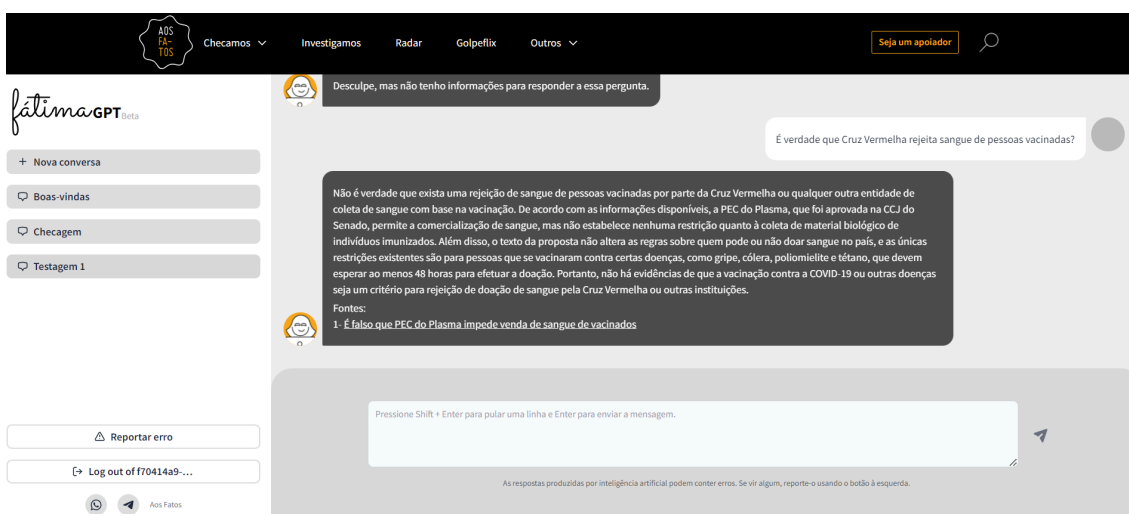 AOS
FA-
TOS
Checamos
Investigamos
Radar
Golpeflix
Outros
Seja um apoiador
fátimaGPT Beta
+ Nova conversa
Boas-vindas
Checagem
Testagem 1
Desculpe, mas não tenho informações para responder a essa pergunta.
É verdade que Cruz Vermelha rejeita sangue de pessoas vacinadas?
Não é verdade que exista uma rejeição de sangue de pessoas vacinadas por parte da Cruz Vermelha ou qualquer outra entidade de
coleta de sangue com base na vacinação. De acordo com as informações disponíveis, a PEC do Plasma, que foi aprovada na CCJ do
Senado, permite a comercialização de sangue, mas não estabelece nenhuma restrição quanto à coleta de material biológico de
indivíduos imunizados. Além disso, o texto da proposta não altera as regras sobre quem pode ou não doar sangue no país, e as únicas
restrições existentes são para pessoas que se vacinaram contra certas doenças, como gripe, cólera, poliomielite e tétano, que devem
esperar ao menos 48 horas para efetuar a doação. Portanto, não há evidências de que a vacinação contra a COVID-19 ou outras doenças
seja um critério para rejeição de doação de sangue pela Cruz Vermelha ou outras instituições.
Fontes:
1- É falso que PEC do Plasma impede venda de sangue de vacinados
Pressione Shift + Enter para pular uma linha e Enter para enviar a mensagem.
As respostas produzidas por inteligência artificial podem conter erros. Se vir algum, reporte-o usando o botão à esquerda.
Reportar erro
Log out of f70414a9-...
Aos Fatos